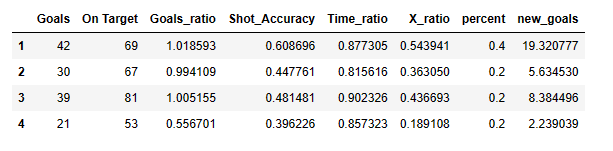 Goals On Target Goals_ratio Shot_Accuracy Time_ratio X_ratio percent new_goals
1 42 69 1.018593 0.608696 0.877305 0.543941 0.4 19.320777
2 30 67 0.994109 0.447761 0.815616 0.363050 0.2 5.634530
3 39 81 1.005155 0.481481 0.902326 0.436693 0.2 8.384496
4 21 53 0.556701 0.396226 0.857323 0.189108 0.2 2.239039